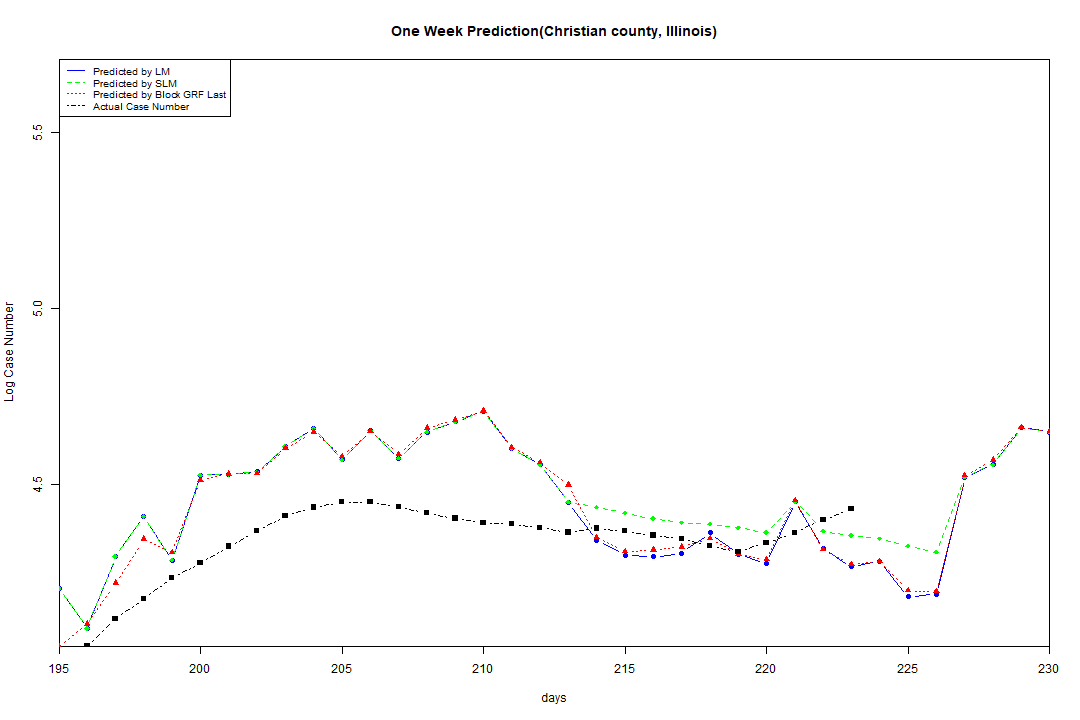 One Week Prediction(Christian county, Illinois)
Predicted by LM
Predicted by SLM
Predicted by Block GRF Last
Actual Case Number
5.5
5.0
4.5
Log Case Number
195 200 205 210 215 220 225 230
days